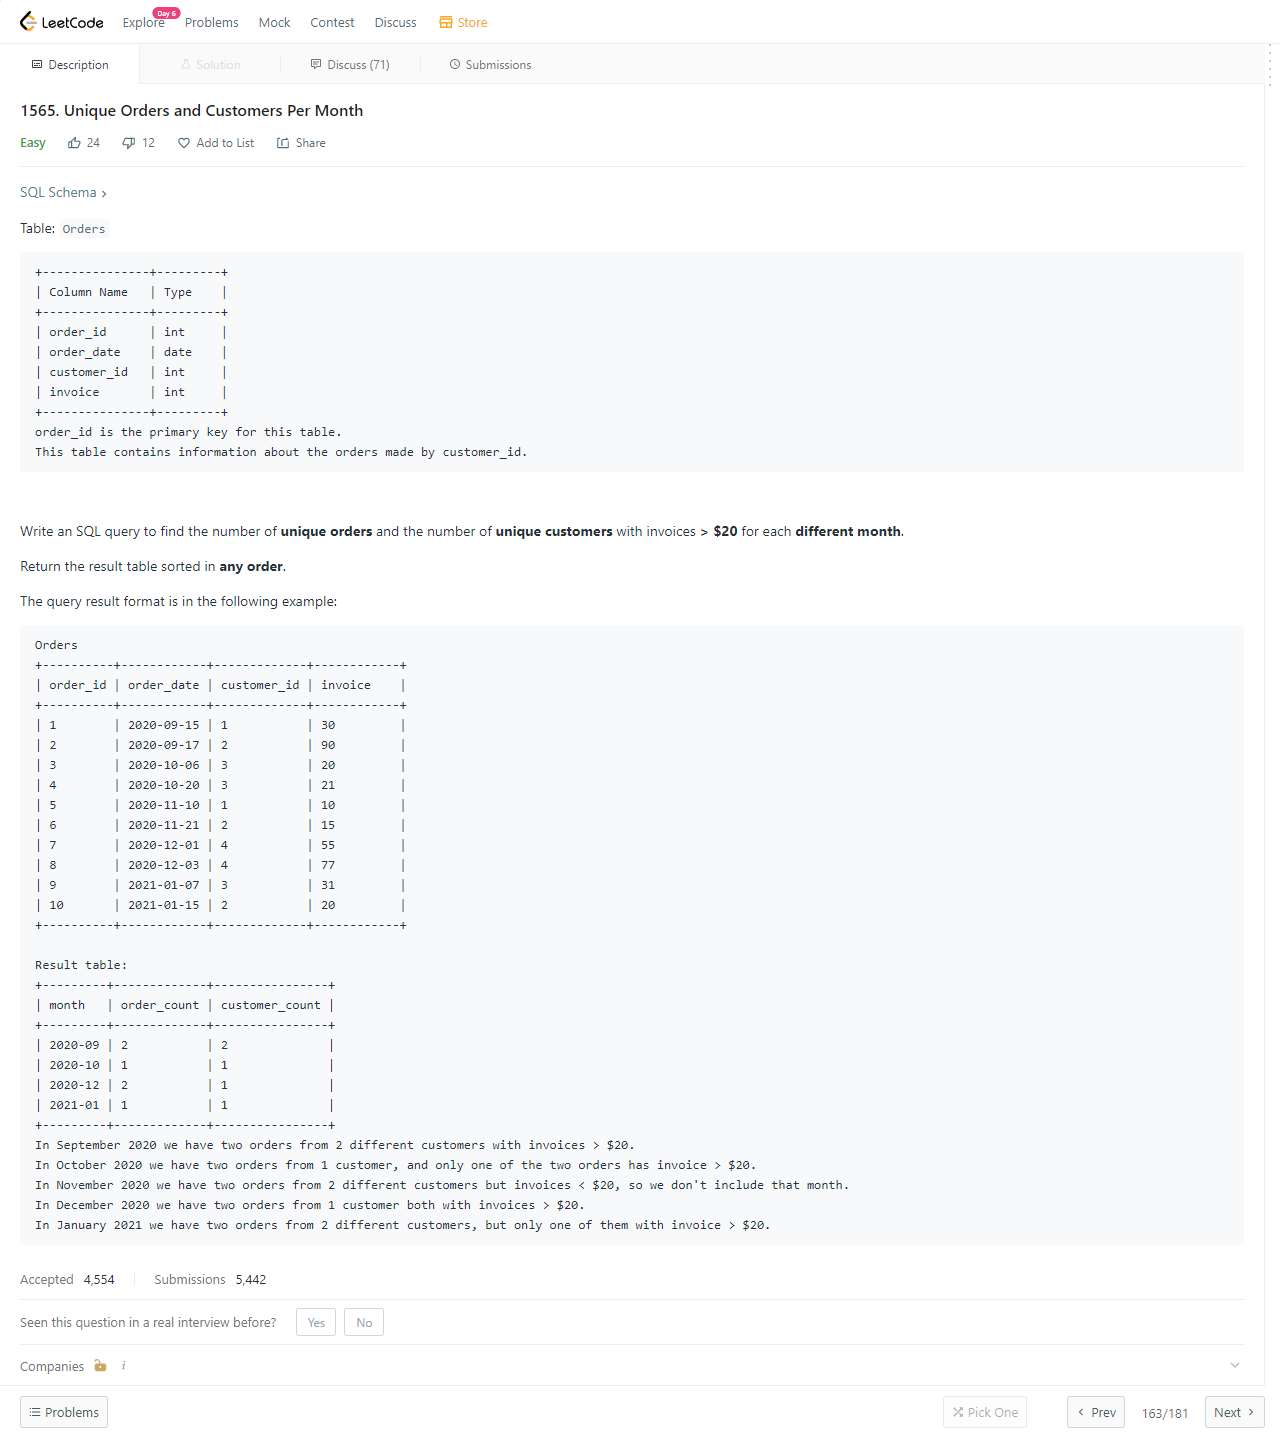 LeetCode Explore Day 6 Problems Mock Contest Discuss Store
Description Solution Discuss (71) Submissions
1565. Unique Orders and Customers Per Month
Easy 24 12 Add to List Share
SQL Schema >
Table: Orders
+---------------+---------+
| Column Name   | Type    |
+---------------+---------+
| order_id      | int     |
| order_date    | date    |
| customer_id   | int     |
| invoice       | int     |
+---------------+---------+
order_id is the primary key for this table.
This table contains information about the orders made by customer_id.
Write an SQL query to find the number of unique orders and the number of unique customers with invoices > $20 for each different month.
Return the result table sorted in any order.
The query result format is in the following example:
Orders
+----------+------------+-------------+------------+
| order_id | order_date | customer_id | invoice    |
+----------+------------+-------------+------------+
| 1        | 2020-09-15 | 1           | 30         |
| 2        | 2020-09-17 | 2           | 90         |
| 3        | 2020-10-06 | 3           | 20         |
| 4        | 2020-10-20 | 3           | 21         |
| 5        | 2020-11-10 | 1           | 10         |
| 6        | 2020-11-21 | 2           | 15         |
| 7        | 2020-12-01 | 4           | 55         |
| 8        | 2020-12-03 | 4           | 77         |
| 9        | 2021-01-07 | 3           | 31         |
| 10       | 2021-01-15 | 2           | 20         |
+----------+------------+-------------+------------+
Result table:
+---------+-------------+----------------+
| month   | order_count | customer_count |
+---------+-------------+----------------+
| 2020-09 | 2           | 2              |
| 2020-10 | 1           | 1              |
| 2020-12 | 2           | 1              |
| 2021-01 | 1           | 1              |
+---------+-------------+----------------+
In September 2020 we have two orders from 2 different customers with invoices > $20.
In October 2020 we have two orders from 1 customer, and only one of the two orders has invoice > $20.
In November 2020 we have two orders from 2 different customers but invoices < $20, so we don't include that month.
In December 2020 we have two orders from 1 customer both with invoices > $20.
In January 2021 we have two orders from 2 different customers, but only one of them with invoice > $20.
Accepted 4,554 Submissions 5,442
Seen this question in a real interview before? Yes No
Companies i
Problems Pick One < Prev 163/181 Next >